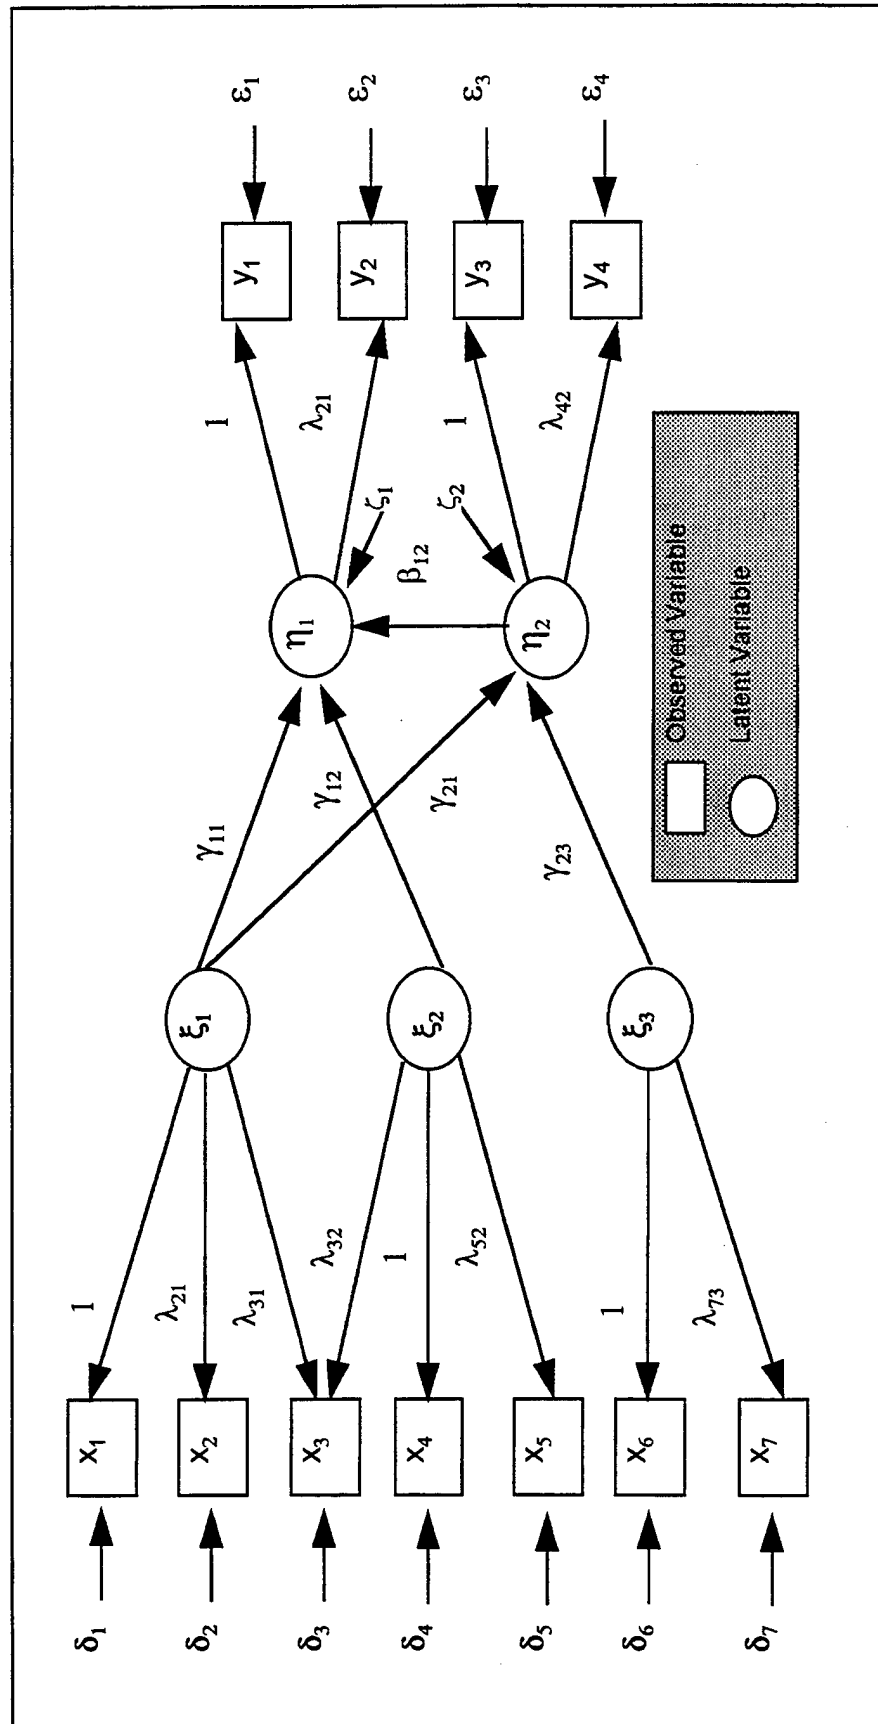 δ1
δ2
δ3
δ4
δ5
δ6
δ7
x1
x2
x3
x4
x5
x6
x7
1
λ21
λ31
λ32
1
λ52
1
λ73
ξ1
ξ2
ξ3
γ11
γ12
γ21
γ23
η1
η2
β12
ζ1
ζ2
1
λ21
1
λ42
y1
y2
y3
y4
ε1
ε2
ε3
ε4
Observed Variable
Latent Variable